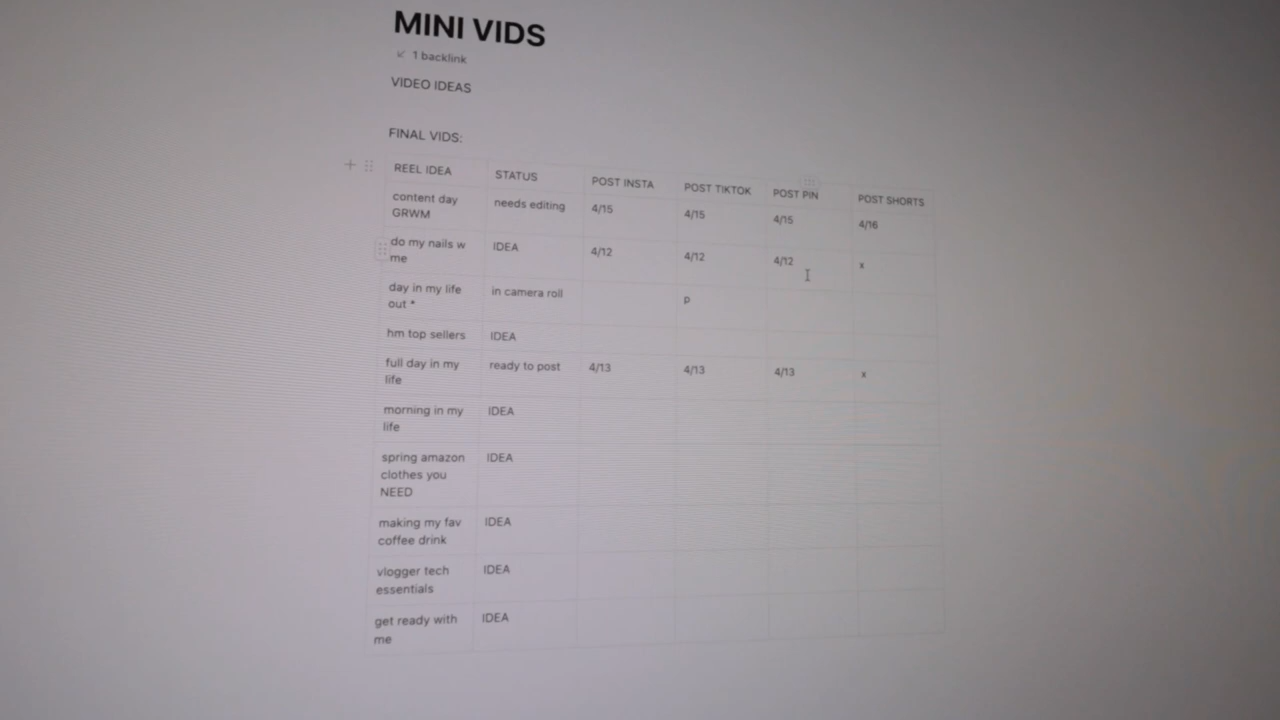 MINI VIDS
1 backlink
VIDEO IDEAS
FINAL VIDS:
REEL IDEA STATUS POST INSTA POST TIKTOK POST PIN POST SHORTS
content day GRWM needs editing 4/15 4/15 4/15 4/16
do my nails w me IDEA 4/12 4/12 4/12 x
day in my life out * in camera roll p
hm top sellers IDEA
full day in my life ready to post 4/13 4/13 4/13 x
morning in my life IDEA
spring amazon clothes you NEED IDEA
making my fav coffee drink IDEA
vlogger tech essentials IDEA
get ready with me IDEA